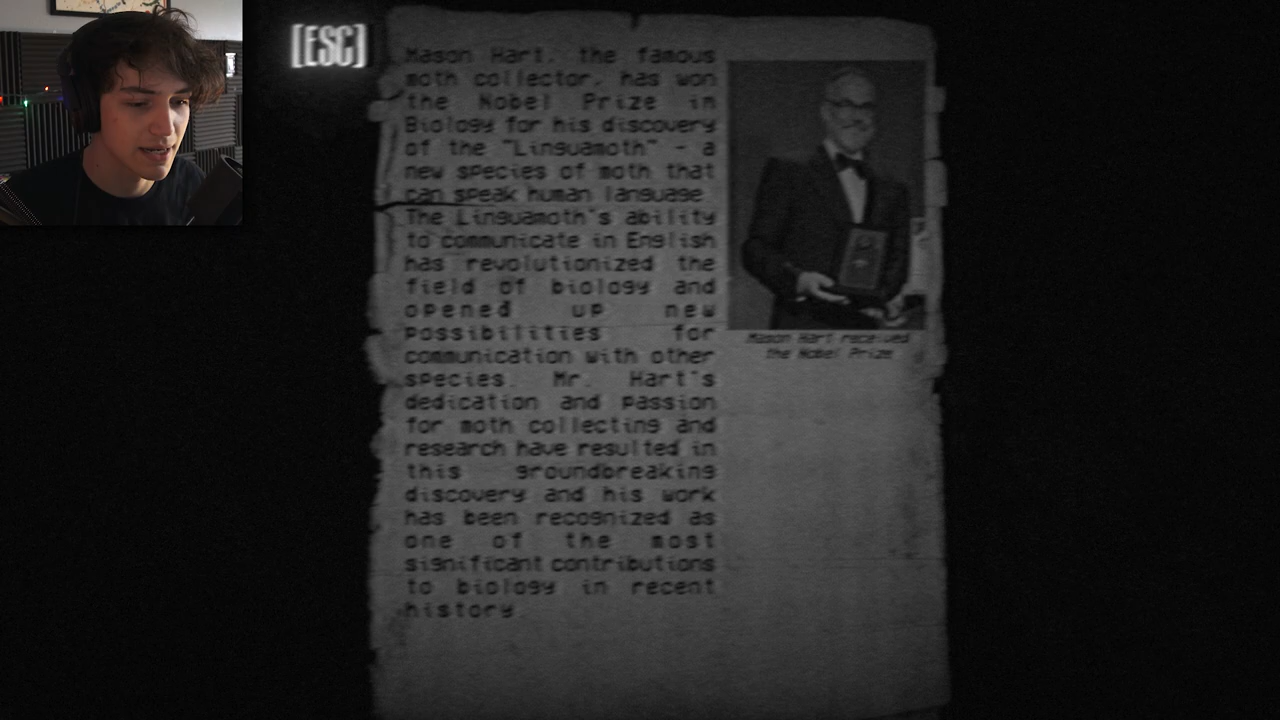 [ESC]
Mason Hart, the famous
moth collector, has won
the Nobel Prize in
Biology for his discovery
of the "Linguamoth" - a
new species of moth that
can speak human language
The Linguamoth's ability
to communicate in English
has revolutionized the
field of biology and
opened up new
possibilities for
communication with other
species. Mr. Hart's
dedication and passion
for moth collecting and
research have resulted in
this groundbreaking
discovery and his work
has been recognized as
one of the most
significant contributions
to biology in recent
history.
Mason Hart received
the Nobel Prize